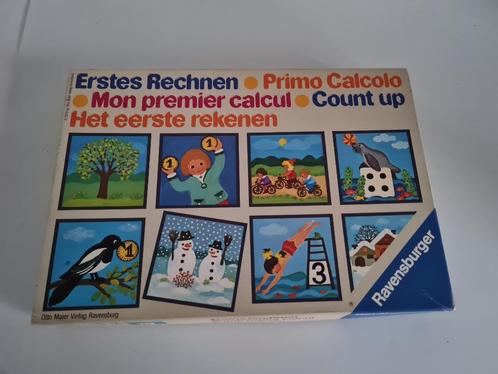 Erstes Rechnen Primo Calcolo
Mon premier calcul Count up
Het eerste rekenen
1 1
1
3
Ravensburger
Otto Maier Verlag Ravensburg